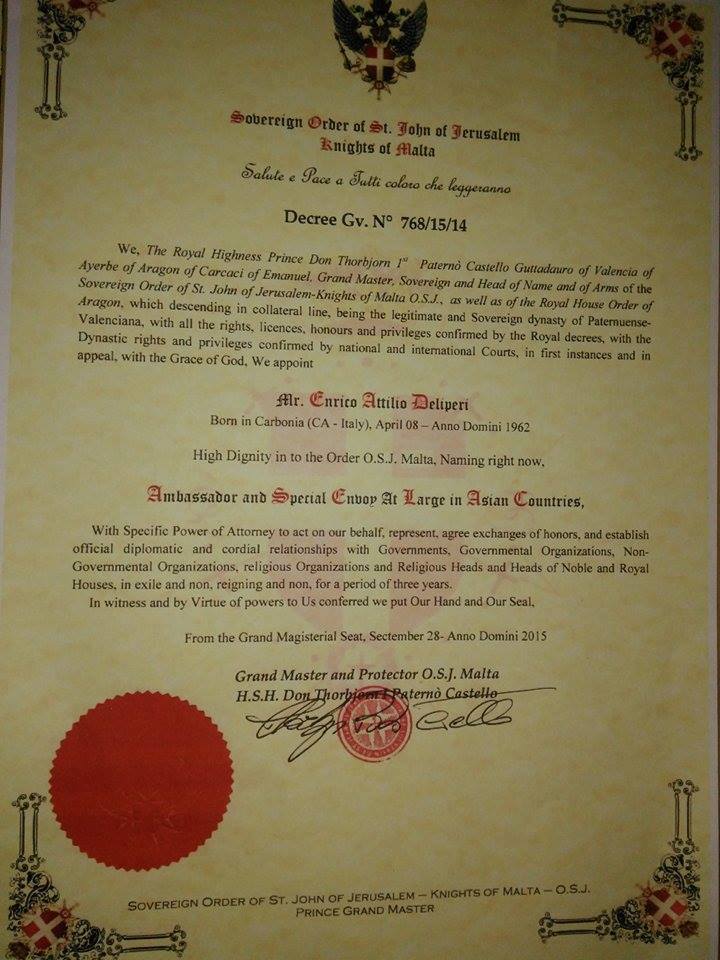 Sovereign Order of St. John of Jerusalem
Knights of Malta
Salute e Pace a Tutti coloro che leggeranno
Decree Gv. N° 768/15/14
We, The Royal Highness Prince Don Thorbjorn 1st Paternò Castello Guttadauro of Valencia of
Ayerbe of Aragon of Carcaci of Emanuel, Grand Master, Sovereign and Head of Name and of Arms of the
Sovereign Order of St. John of Jerusalem-Knights of Malta O.S.J., as well as of the Royal House Order of
Aragon, which descending in collateral line, being the legitimate and Sovereign dynasty of Paternuense-
Valenciana, with all the rights, licences, honours and privileges confirmed by the Royal decrees, with the
Dynastic rights and privileges confirmed by national and international Courts, in first instances and in
appeal, with the Grace of God, We appoint
Mr. Enrico Attilio Deliperi
Born in Carbonia (CA - Italy), April 08 – Anno Domini 1962
High Dignity in to the Order O.S.J. Malta, Naming right now,
Ambassador and Special Envoy At Large in Asian Countries,
With Specific Power of Attorney to act on our behalf, represent, agree exchanges of honors, and establish
official diplomatic and cordial relationships with Governments, Governmental Organizations, Non-
Governmental Organizations, religious Organizations and Religious Heads and Heads of Noble and Royal
Houses, in exile and non, reigning and non, for a period of three years.
In witness and by Virtue of powers to Us conferred we put Our Hand and Our Seal,
From the Grand Magisterial Seat, Sectember 28- Anno Domini 2015
Grand Master and Protector O.S.J. Malta
H.S.H. Don Thorbjorn I Paternò Castello
SOVEREIGN ORDER OF ST. JOHN OF JERUSALEM – KNIGHTS OF MALTA – O.S.J.
PRINCE GRAND MASTER